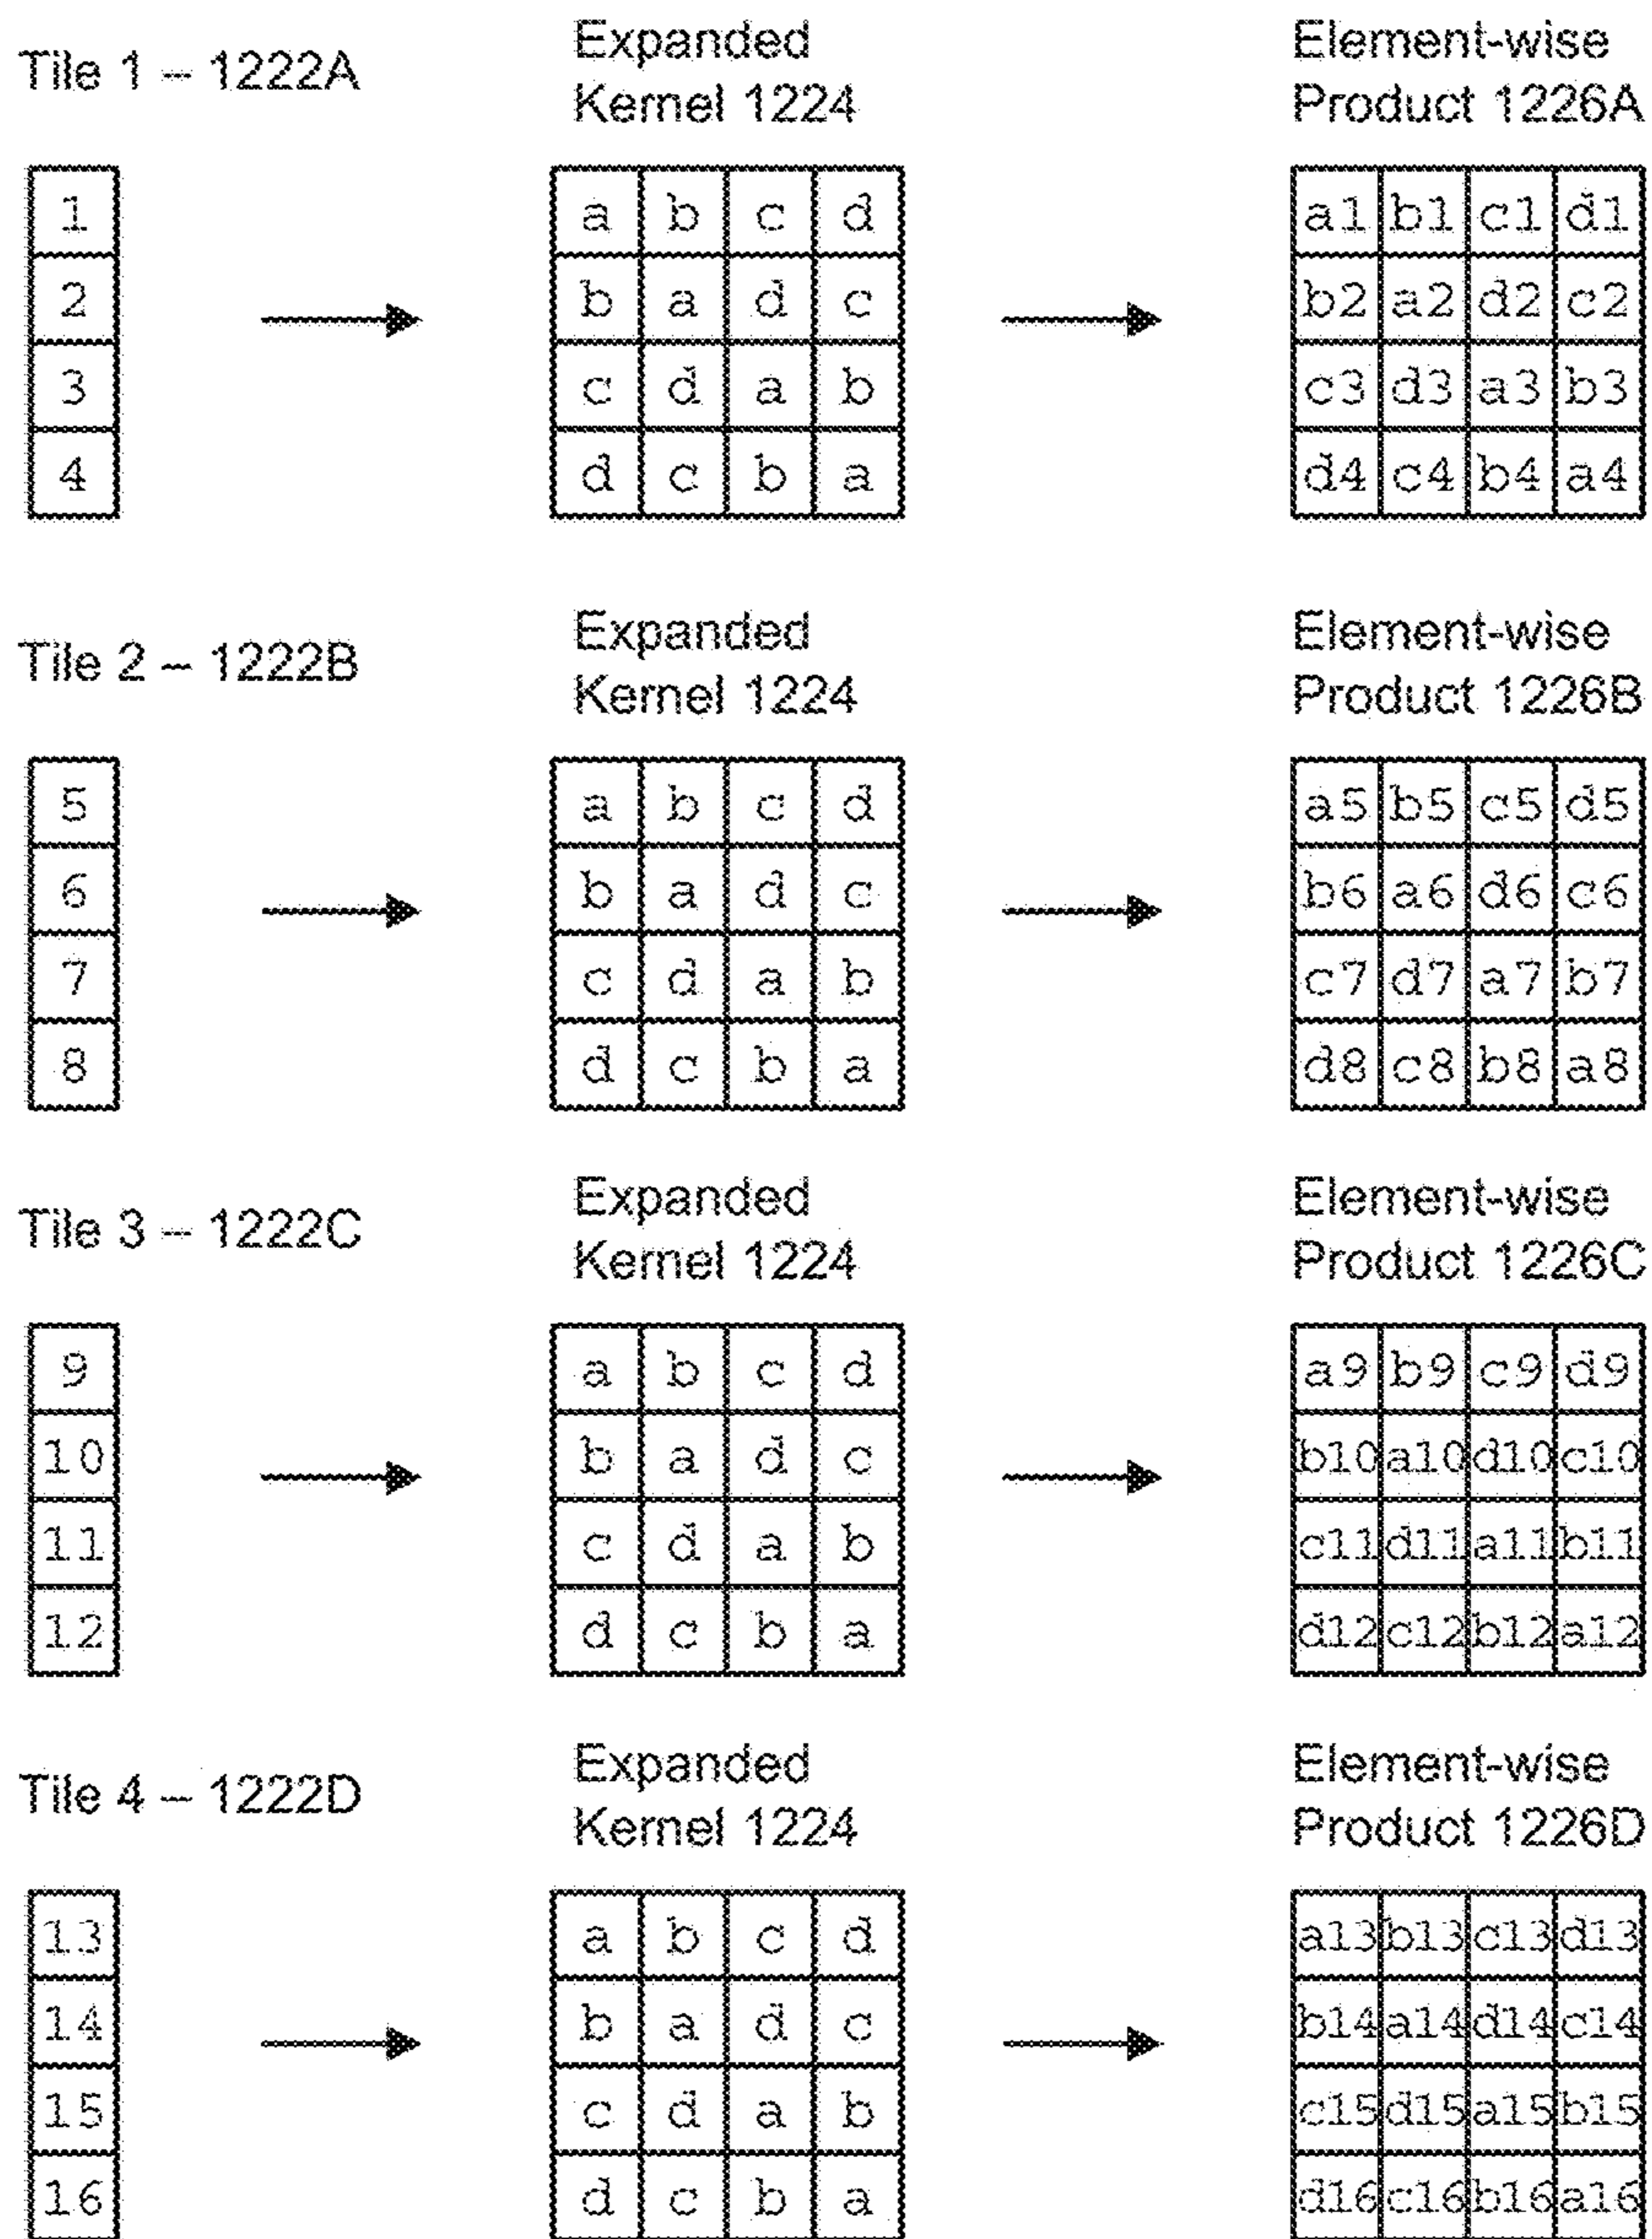 Tile 1 – 1222A
Expanded
Kernel 1224
Element-wise
Product 1226A
1 a b c d a1 b1 c1 d1
2 b a d c b2 a2 d2 c2
3 c d a b c3 d3 a3 b3
4 d c b a d4 c4 b4 a4
Tile 2 – 1222B
Expanded
Kernel 1224
Element-wise
Product 1226B
5 a b c d a5 b5 c5 d5
6 b a d c b6 a6 d6 c6
7 c d a b c7 d7 a7 b7
8 d c b a d8 c8 b8 a8
Tile 3 – 1222C
Expanded
Kernel 1224
Element-wise
Product 1226C
9 a b c d a9 b9 c9 d9
10 b a d c b10 a10 d10 c10
11 c d a b c11 d11 a11 b11
12 d c b a d12 c12 b12 a12
Tile 4 – 1222D
Expanded
Kernel 1224
Element-wise
Product 1226D
13 a b c d a13 b13 c13 d13
14 b a d c b14 a14 d14 c14
15 c d a b c15 d15 a15 b15
16 d c b a d16 c16 b16 a16